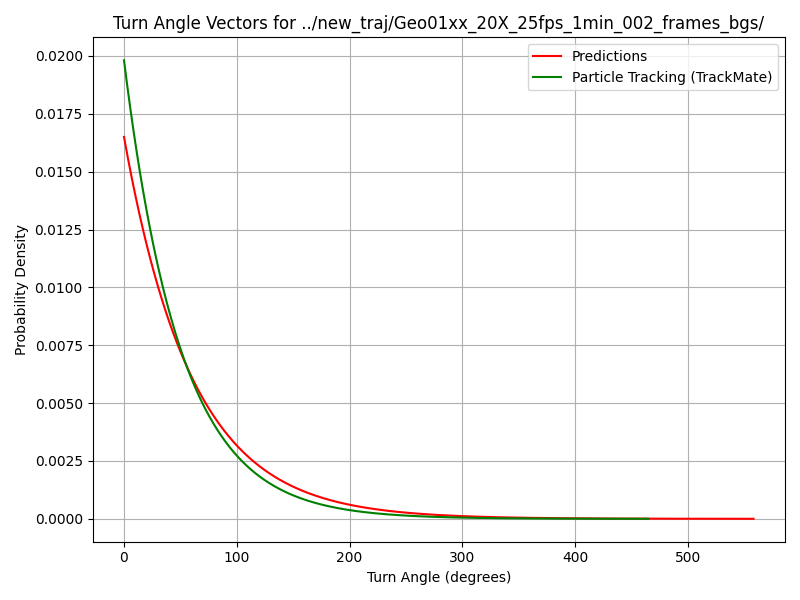 Turn Angle Vectors for ../new_traj/Geo01xx_20X_25fps_1min_002_frames_bgs/
Predictions
Particle Tracking (TrackMate)
0.0200
0.0175
0.0150
0.0125
0.0100
0.0075
0.0050
0.0025
0.0000
Probability Density
0 100 200 300 400 500
Turn Angle (degrees)